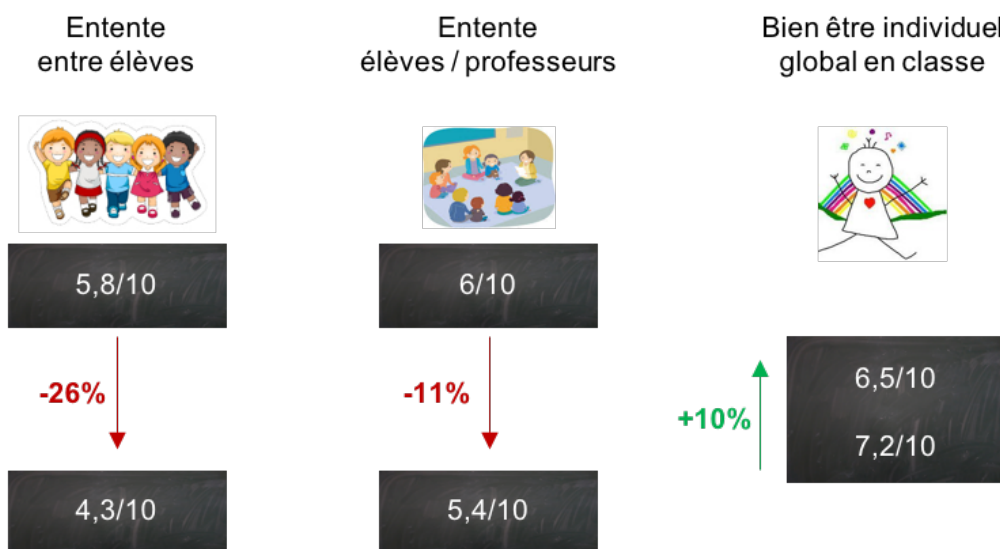 Entente
entre élèves
Entente
élèves / professeurs
Bien être individuel
global en classe
5,8/10
6/10
-26%
-11%
+10%
6,5/10
7,2/10
4,3/10
5,4/10